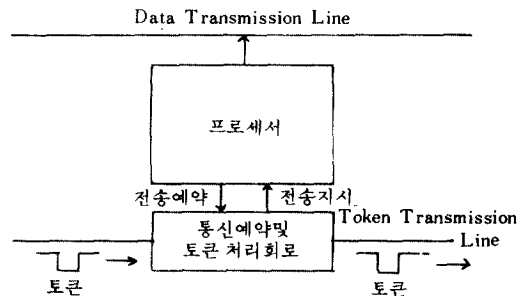 Data Transmission Line
프로세서
전송예약 전송지시
통신예약및
토큰 처리회로
Token Transmission
Line
토큰
토큰